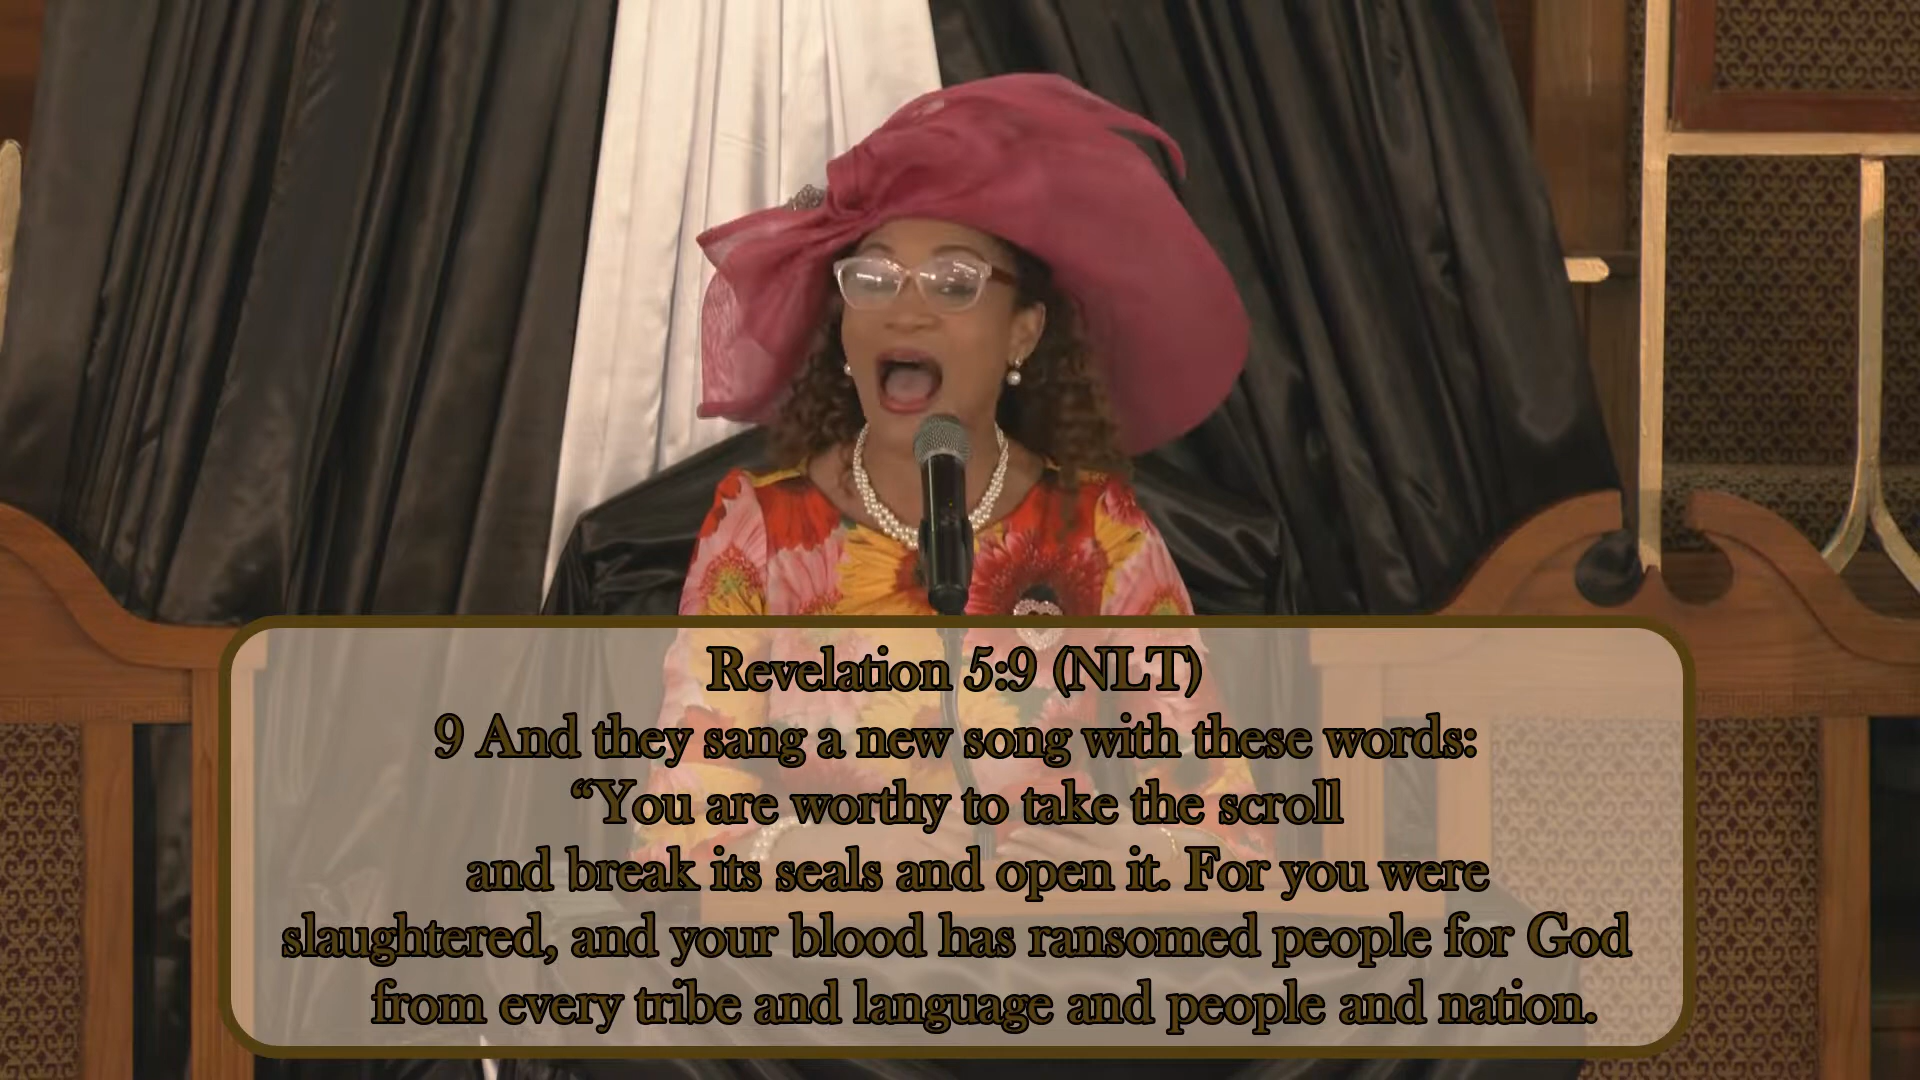 Revelation 5:9 (NLT)
9 And they sang a new song with these words:
“You are worthy to take the scroll
and break its seals and open it. For you were
slaughtered, and your blood has ransomed people for God
from every tribe and language and people and nation.